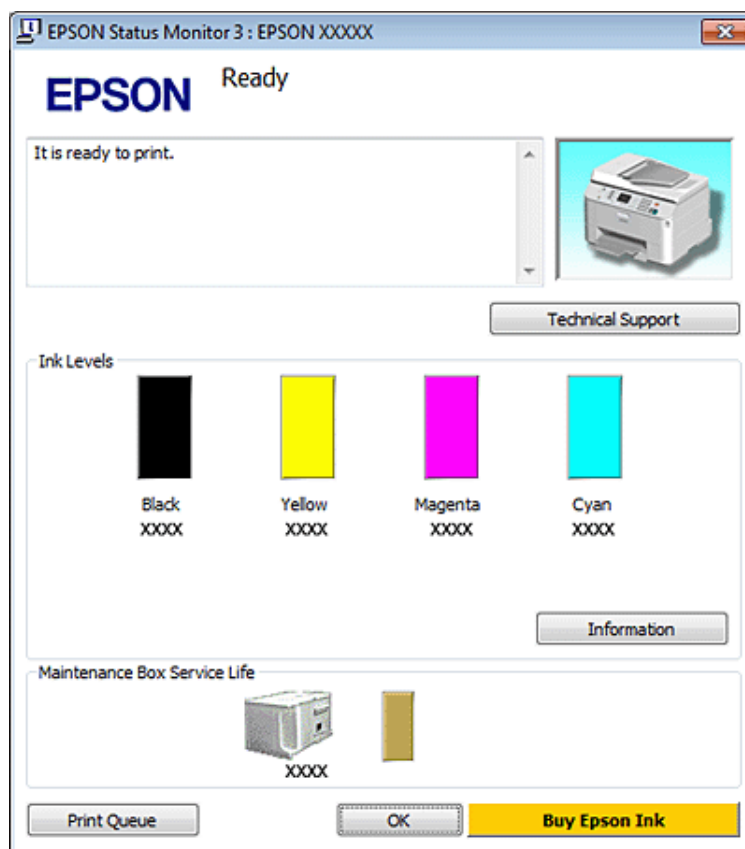 EPSON Status Monitor 3 : EPSON XXXXX
EPSON
Ready
It is ready to print.
Technical Support
Ink Levels
Black Yellow Magenta Cyan
XXXX XXXX XXXX XXXX
Information
Maintenance Box Service Life
XXXX
Print Queue OK Buy Epson Ink